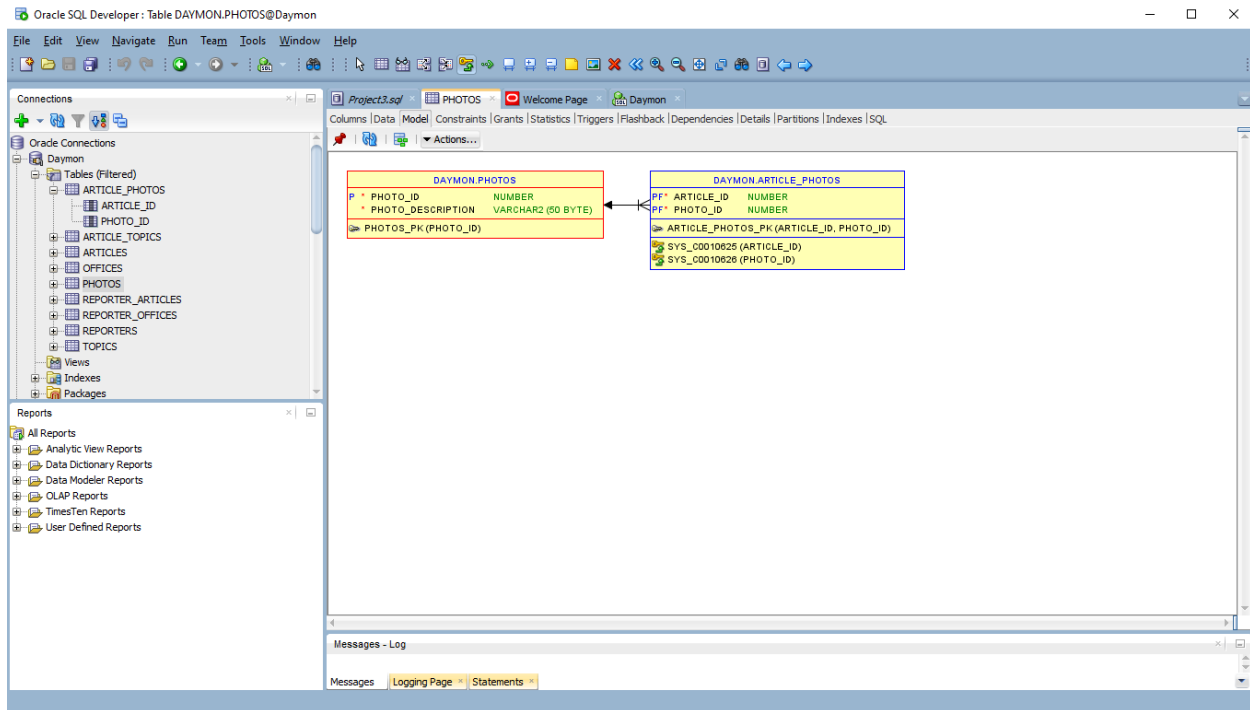 Oracle SQL Developer : Table DAYMON.PHOTOS@Daymon
File Edit View Navigate Run Team Tools Window Help
Connections
Oracle Connections
Daymon
Tables (Filtered)
ARTICLE_PHOTOS
ARTICLE_ID
PHOTO_ID
ARTICLE_TOPICS
ARTICLES
OFFICES
PHOTOS
REPORTER_ARTICLES
REPORTER_OFFICES
REPORTERS
TOPICS
Views
Indexes
Packages
Reports
All Reports
Analytic View Reports
Data Dictionary Reports
Data Modeler Reports
OLAP Reports
TimesTen Reports
User Defined Reports
Project3.sql PHOTOS Welcome Page Daymon
Columns |Data |Model |Constraints |Grants |Statistics |Triggers |Flashback |Dependencies |Details |Partitions |Indexes |SQL
Actions...
DAYMON.PHOTOS
P * PHOTO_ID NUMBER
* PHOTO_DESCRIPTION VARCHAR2 (50 BYTE)
PHOTOS_PK (PHOTO_ID)
DAYMON.ARTICLE_PHOTOS
PF* ARTICLE_ID NUMBER
PF* PHOTO_ID NUMBER
ARTICLE_PHOTOS_PK (ARTICLE_ID, PHOTO_ID)
SYS_C0010625 (ARTICLE_ID)
SYS_C0010626 (PHOTO_ID)
Messages - Log
Messages Logging Page Statements